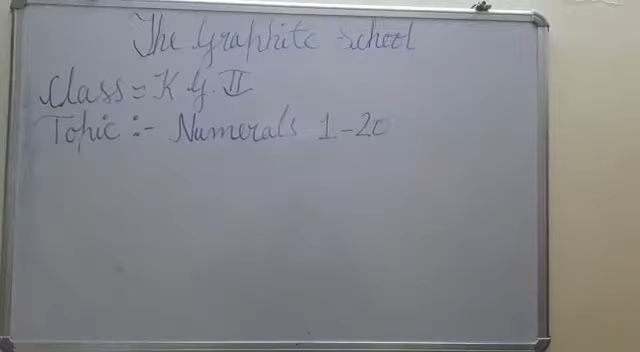 The Graphite School
Class = K G. II
Topic :- Numerals 1-20